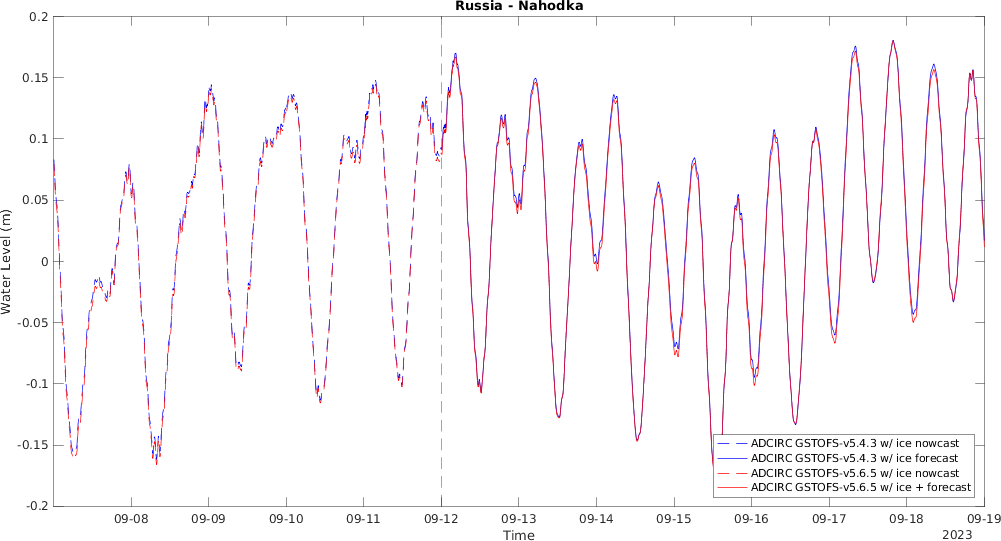 Russia - Nahodka
0.2
0.15
0.1
0.05
0
-0.05
-0.1
-0.15
-0.2
Water Level (m)
ADCIRC GSTOFS-v5.4.3 w/ ice nowcast
ADCIRC GSTOFS-v5.4.3 w/ ice forecast
ADCIRC GSTOFS-v5.6.5 w/ ice nowcast
ADCIRC GSTOFS-v5.6.5 w/ ice + forecast
09-08 09-09 09-10 09-11 09-12 09-13 09-14 09-15 09-16 09-17 09-18 09-19
Time
2023